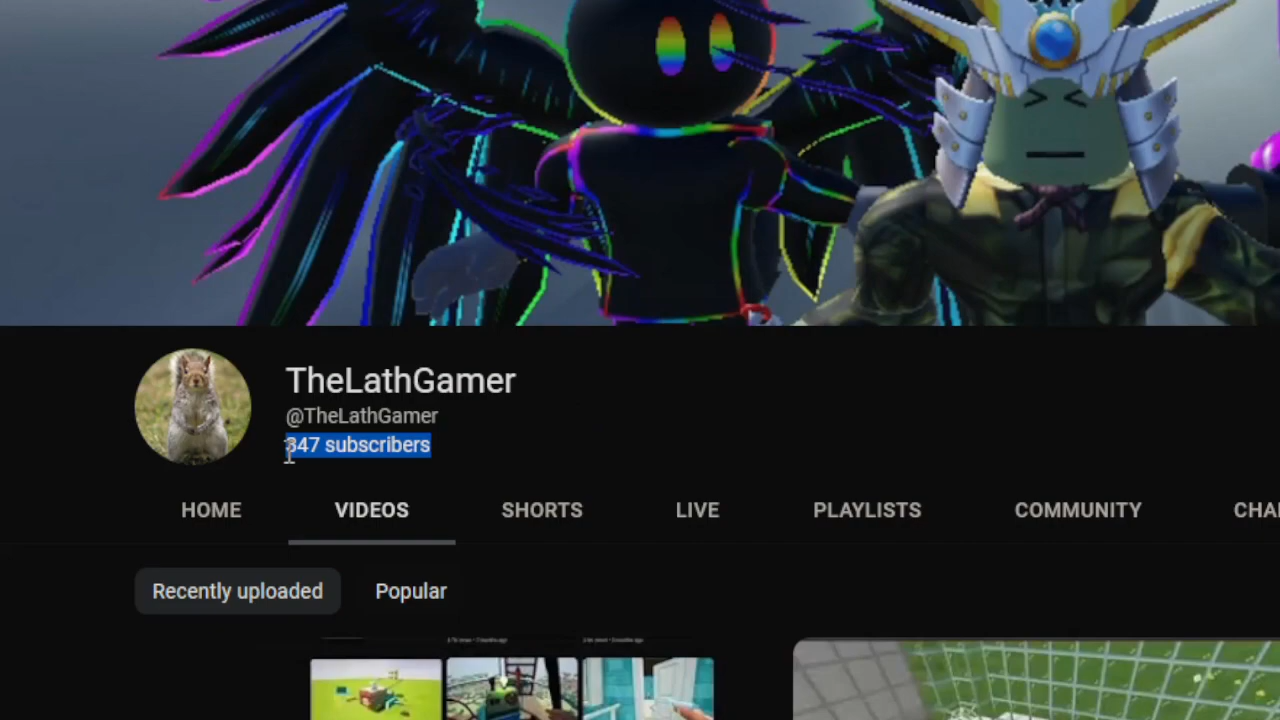 TheLathGamer
@TheLathGamer
347 subscribers
HOME VIDEOS SHORTS LIVE PLAYLISTS COMMUNITY
Recently uploaded Popular